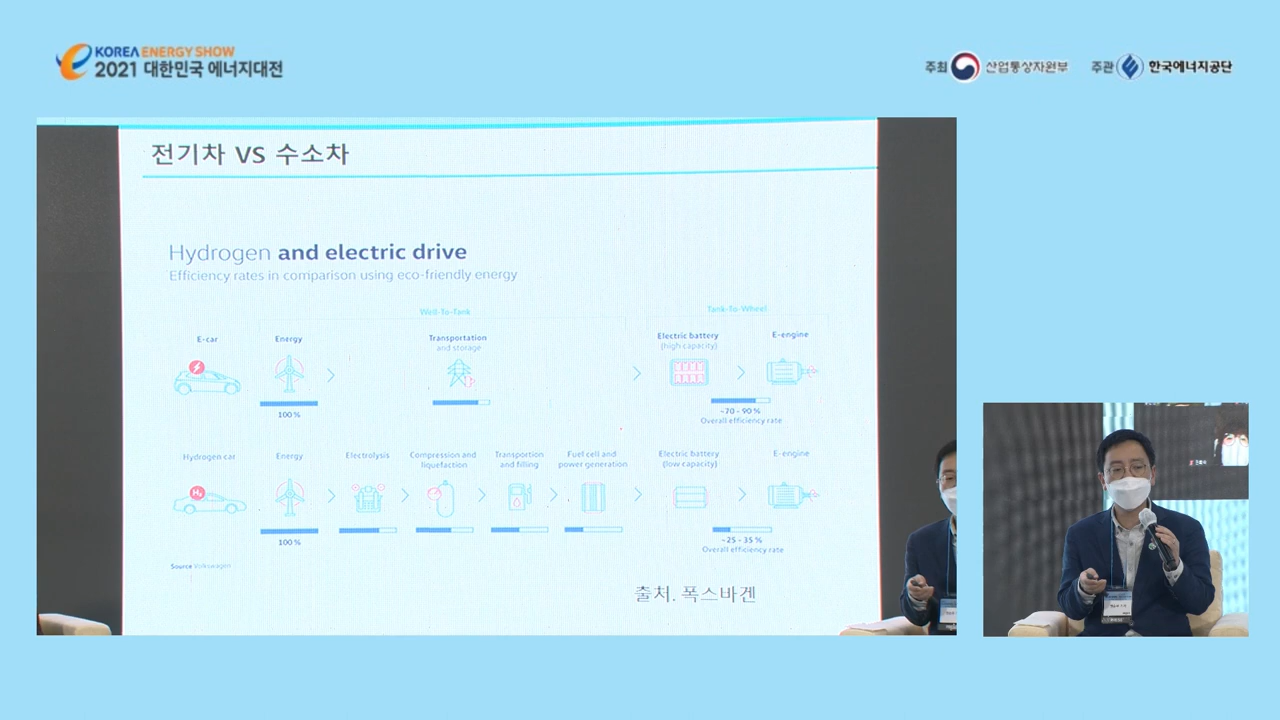 KOREA ENERGY SHOW
2021 대한민국 에너지대전
주최 산업통상자원부 주관 한국에너지공단
전기차 VS 수소차
Hydrogen and electric drive
Efficiency rates in comparison using eco-friendly energy
Well-To-Tank
Tank-To-Wheel
E-car
Energy
Transportation
and storage
Electric battery
(high capacity)
E-engine
100 %
~70 - 90 %
Overall efficiency rate
Hydrogen car
Energy
Electrolysis
Compression and
liquefaction
Transportion
and filling
Fuel cell and
power generation
Electric battery
(low capacity)
E-engine
H₂
100 %
~25 - 35 %
Overall efficiency rate
Source Volkswagen
출처. 폭스바겐